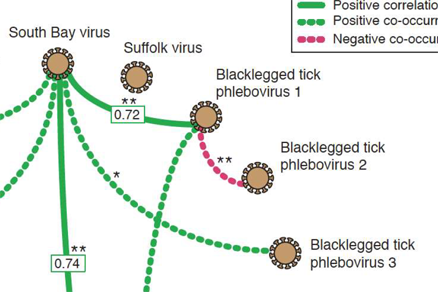 Positive correlatio
Positive co-occurr
Negative co-occur
South Bay virus
Suffolk virus
Blacklegged tick
phlebovirus 1
**
0.72
**
Blacklegged tick
phlebovirus 2
*
Blacklegged tick
phlebovirus 3
**
0.74